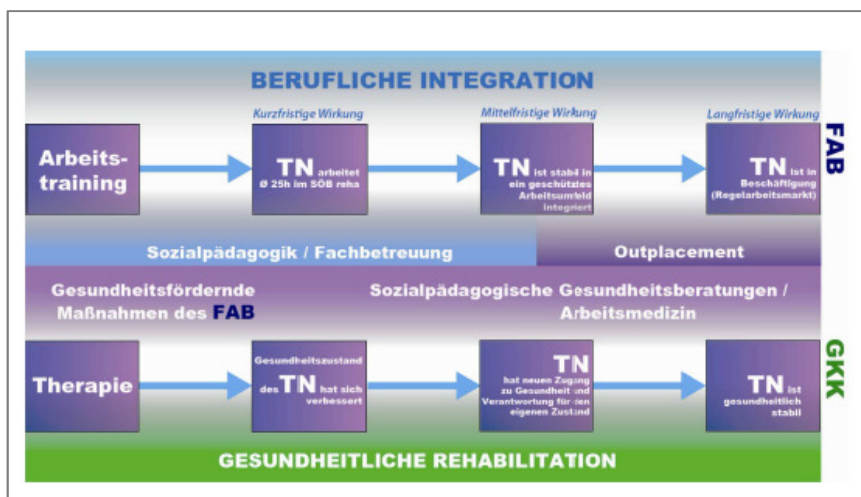 BERUFLICHE INTEGRATION
Kurzfristige Wirkung
Mittelfristige Wirkung
Langfristige Wirkung
Arbeits-
training
TN arbeitet
Ø 25h im SÖB reha
TN ist stabil in
ein geschütztes
Arbeitsumfeld
integriert
TN ist in
Beschäftigung
(Regelarbeitsmarkt)
FAB
Sozialpädagogik / Fachbetreuung
Outplacement
Gesundheitsfördernde
Maßnahmen des FAB
Sozialpädagogische Gesundheitsberatungen /
Arbeitsmedizin
Therapie
Gesundheitszustand
des TN hat sich
verbessert
TN
hat neuen Zugang
zu Gesundheit und
Verantwortung für den
eigenen Zustand
TN ist
gesundheitlich
stabil
GKK
GESUNDHEITLICHE REHABILITATION